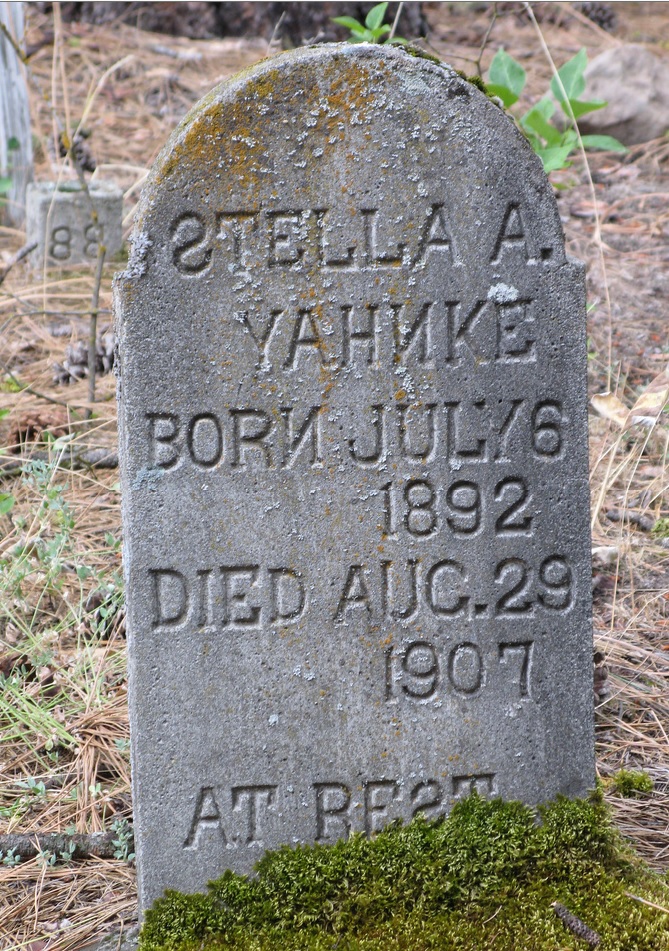 STELLA A.
YAHNKE
BORN JULY 6
1892
DIED AUG. 29
1907
AT REST
88